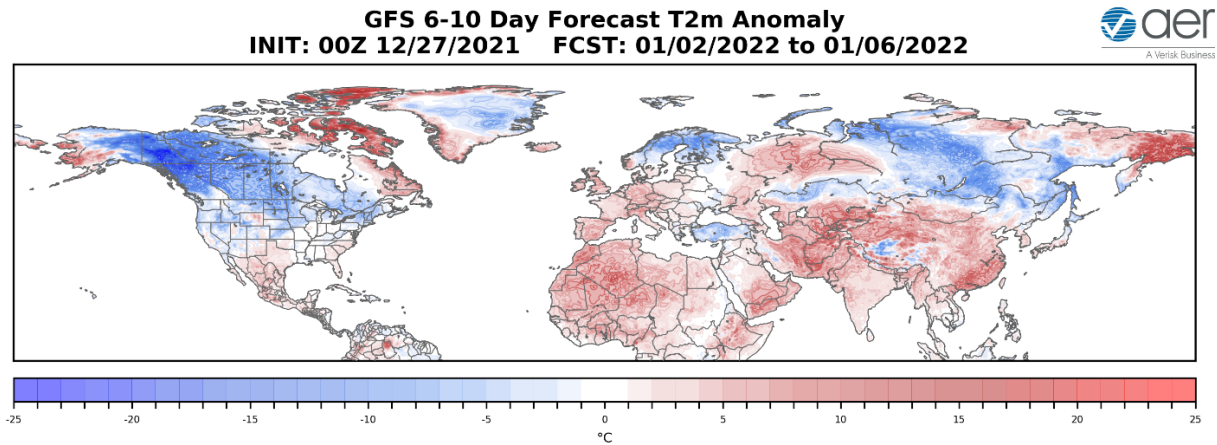 GFS 6-10 Day Forecast T2m Anomaly
INIT: 00Z 12/27/2021    FCST: 01/02/2022 to 01/06/2022
aer
A Verisk Business
-25 -20 -15 -10 -5 0 5 10 15 20 25
°C